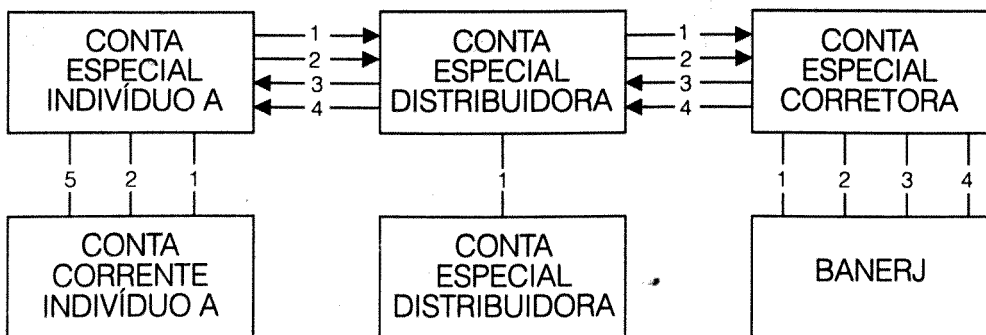 CONTA
ESPECIAL
INDIVÍDUO A
1
2
3
4
CONTA
ESPECIAL
DISTRIBUIDORA
1
2
3
4
CONTA
ESPECIAL
CORRETORA
5 2 1
1
1 2 3 4
CONTA
CORRENTE
INDIVÍDUO A
CONTA
ESPECIAL
DISTRIBUIDORA
BANERJ